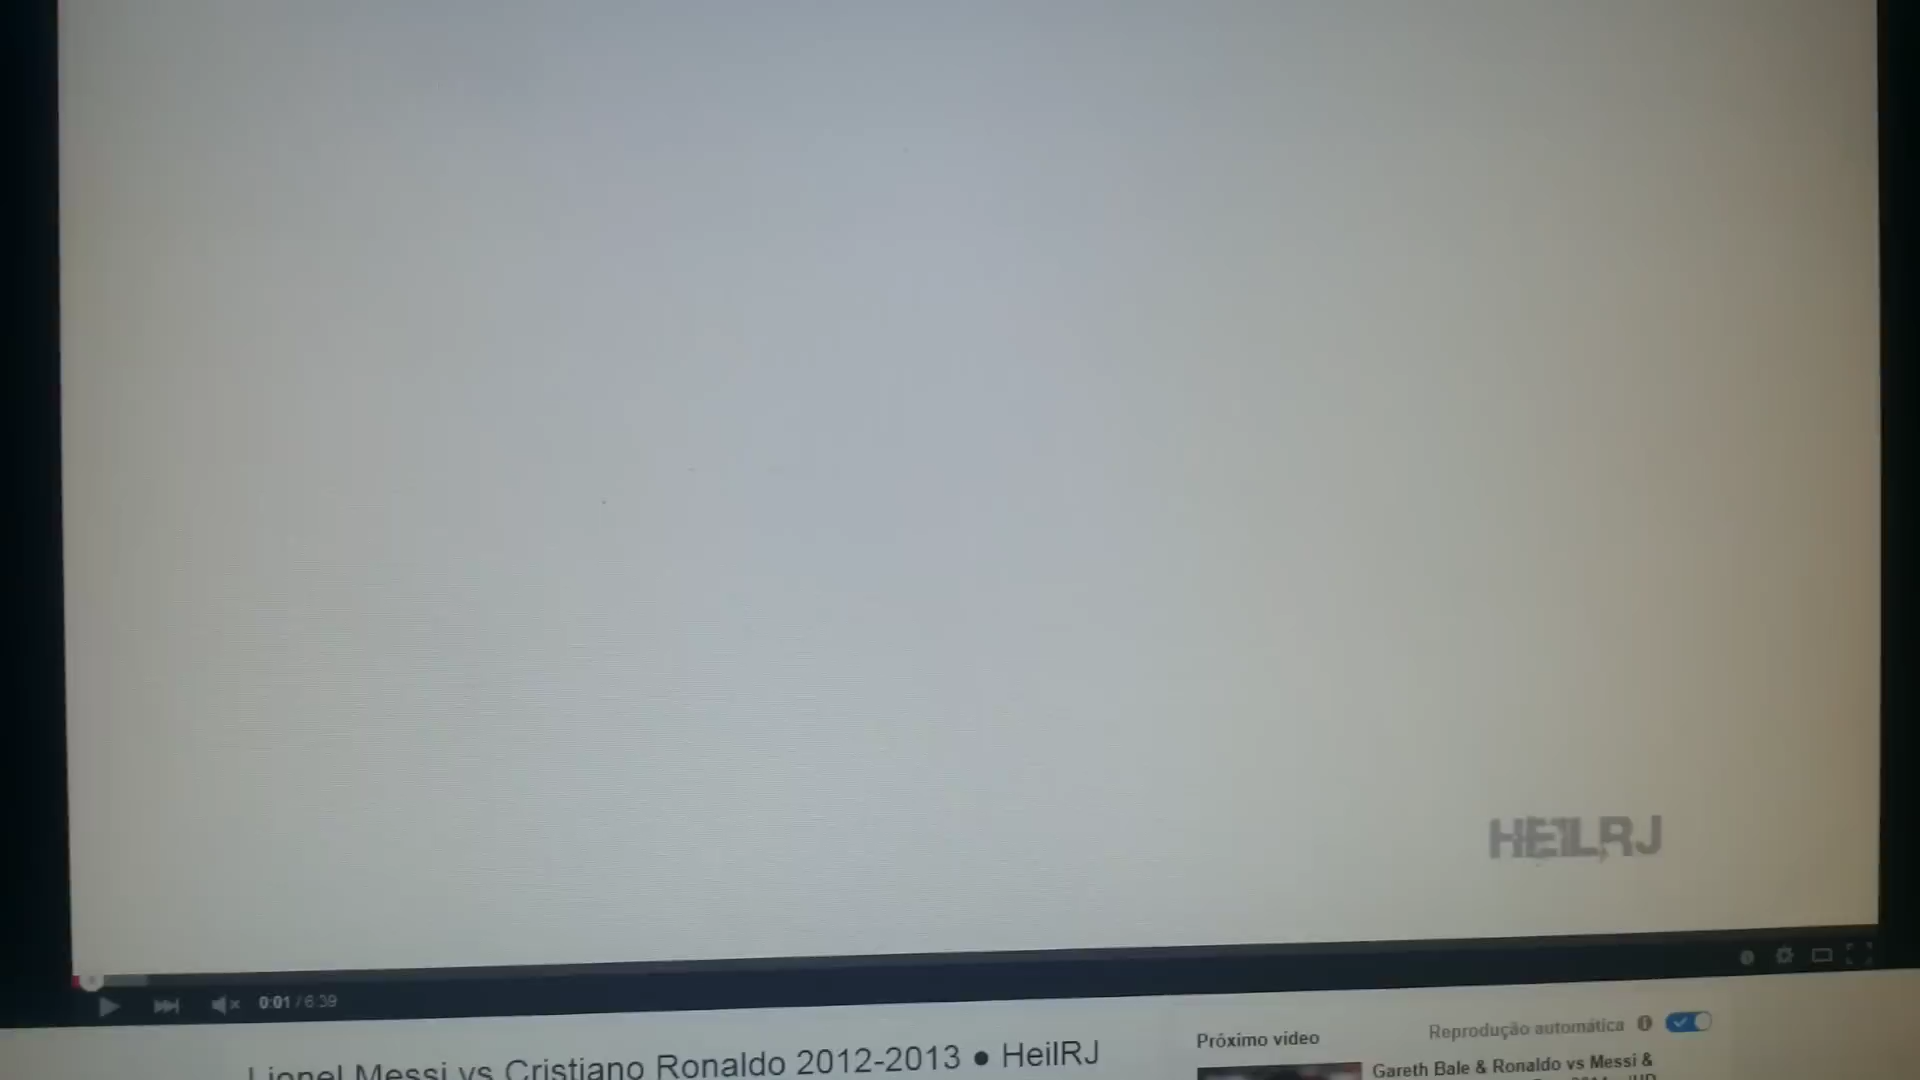 HEILRJ
0:01 / 6:39
Lionel Messi vs Cristiano Ronaldo 2012-2013 ● HeilRJ
Próximo vídeo
Reprodução automática
Gareth Bale & Ronaldo vs Messi &